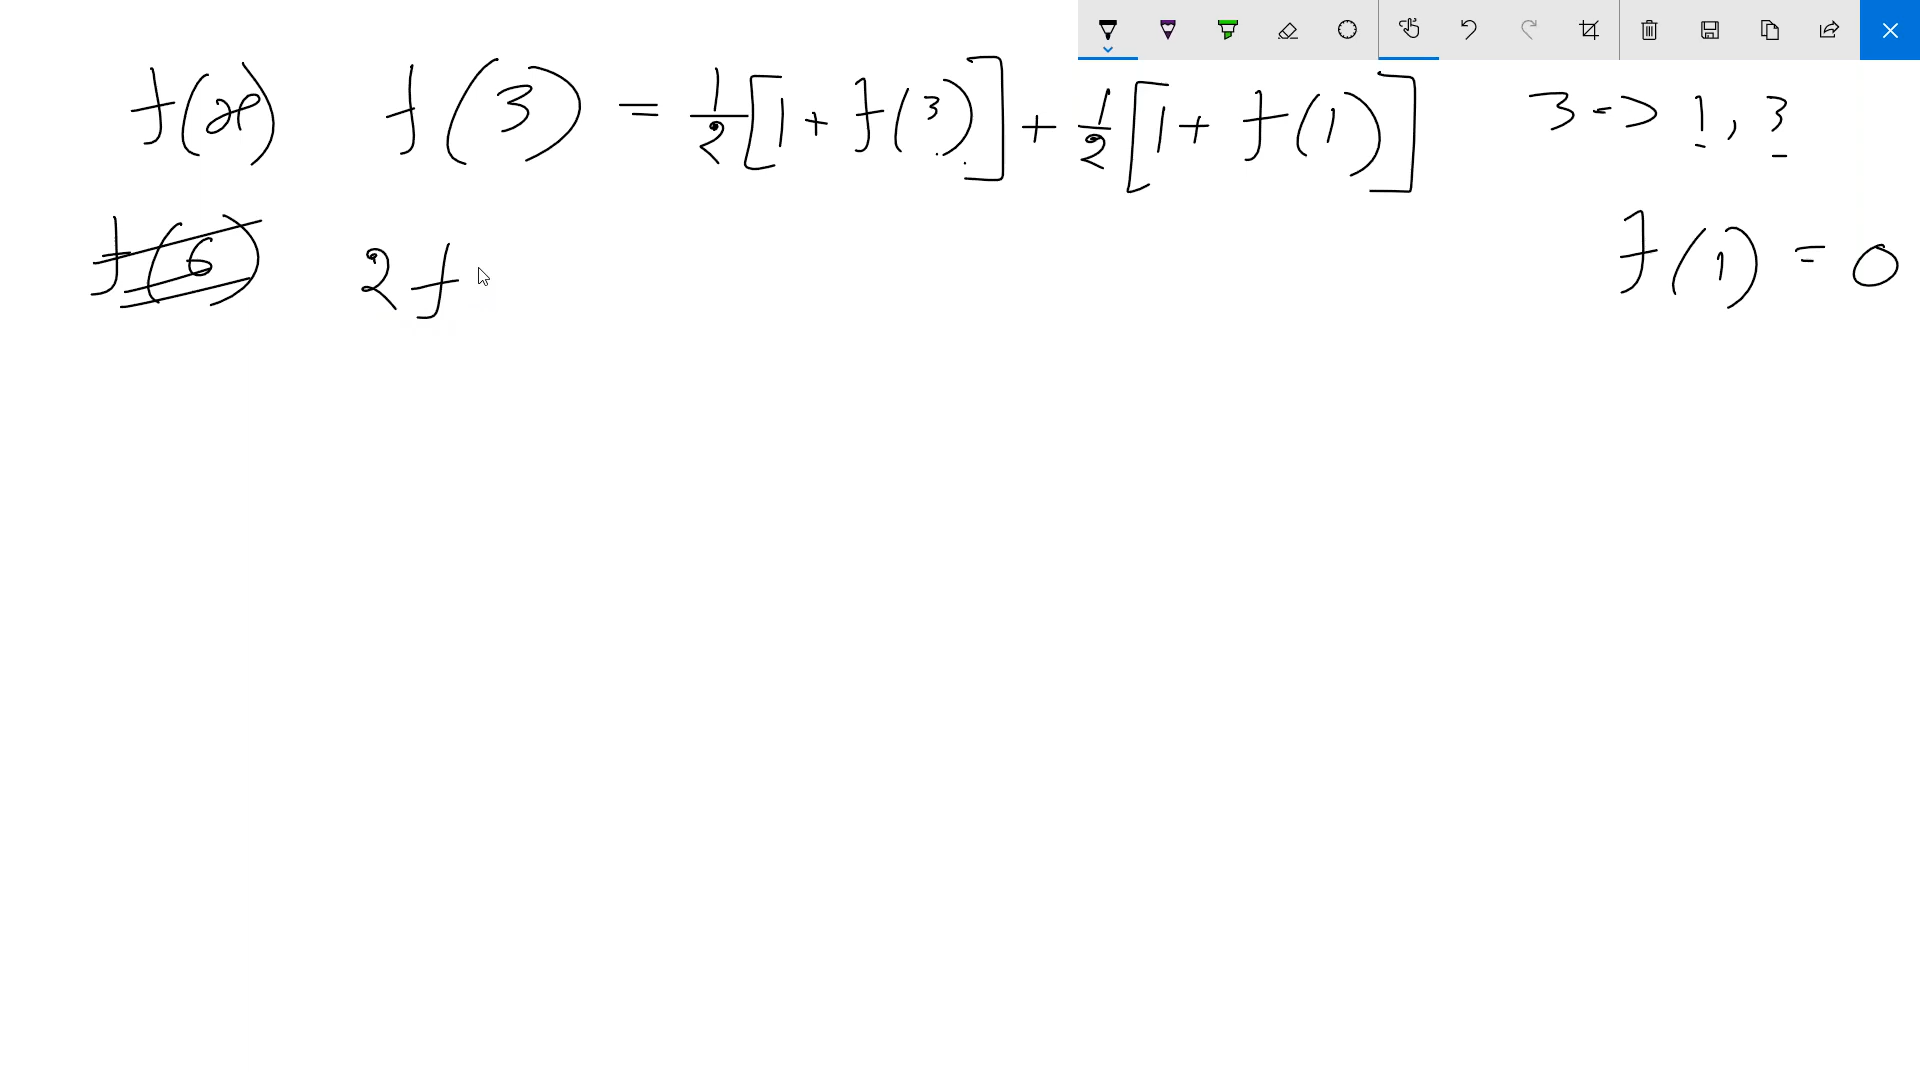 f(x) f(3) = 1/2[1 + f(3)] + 1/2[1 + f(1)] 3 => 1, 3
f(6) 2f f(1) = 0